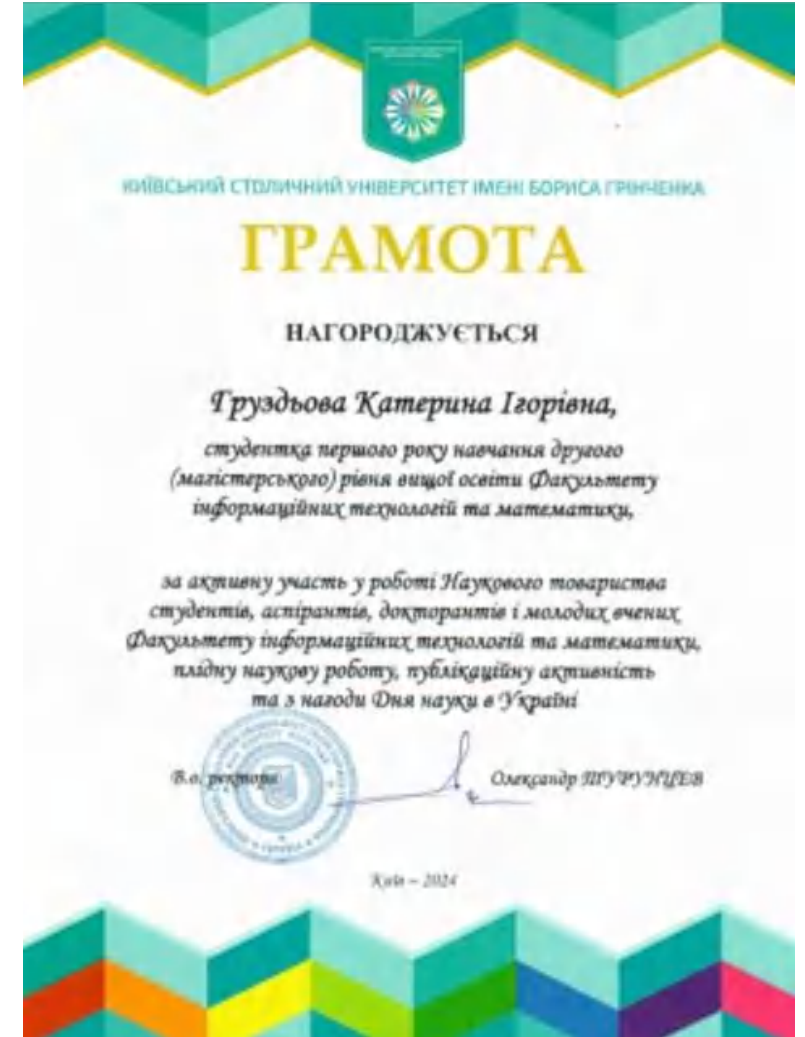 КИЇВСЬКИЙ СТОЛИЧНИЙ УНІВЕРСИТЕТ ІМЕНІ БОРИСА ГРІНЧЕНКА
ГРАМОТА
НАГОРОДЖУЄТЬСЯ
Груздьова Катерина Ігорівна,
студентка першого року навчання другого
(магістерського) рівня вищої освіти Факультету
інформаційних технологій та математики,
за активну участь у роботі Наукового товариства
студентів, аспірантів, докторантів і молодих вчених
Факультету інформаційних технологій та математики,
плідну наукову роботу, публікаційну активність
та з нагоди Дня науки в Україні
В.о. ректора Олександр ТУРУНЦЕВ
Київ – 2024